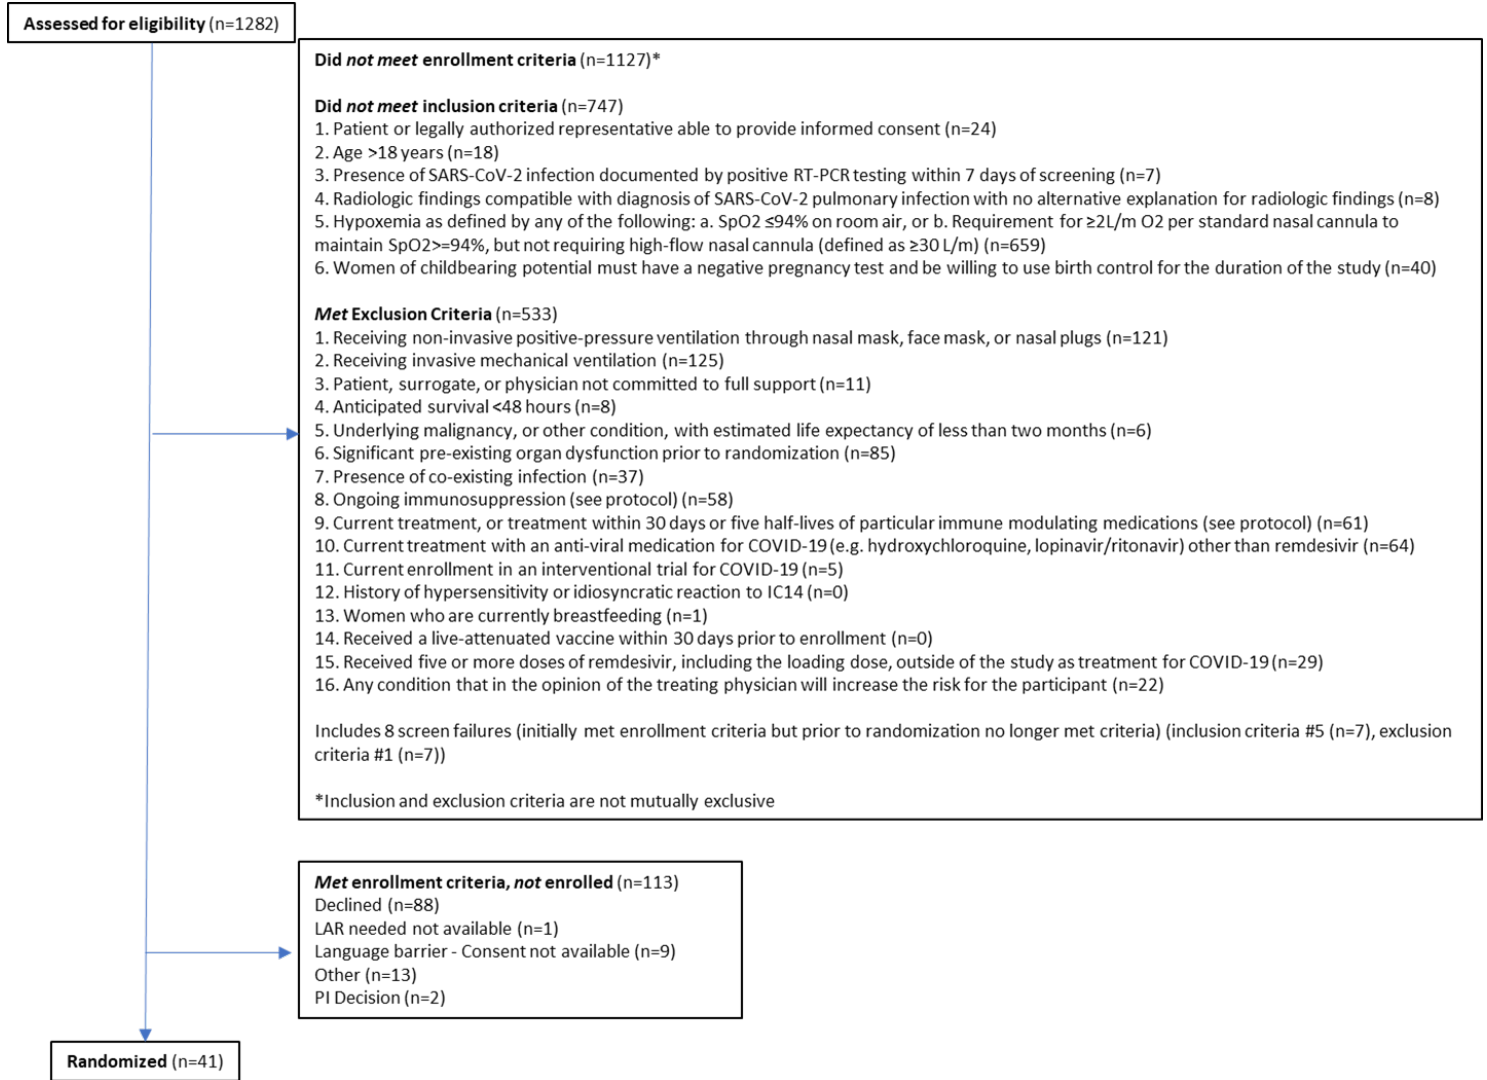 Assessed for eligibility (n=1282)
Did not meet enrollment criteria (n=1127)*
Did not meet inclusion criteria (n=747)
1. Patient or legally authorized representative able to provide informed consent (n=24)
2. Age >18 years (n=18)
3. Presence of SARS-CoV-2 infection documented by positive RT-PCR testing within 7 days of screening (n=7)
4. Radiologic findings compatible with diagnosis of SARS-CoV-2 pulmonary infection with no alternative explanation for radiologic findings (n=8)
5. Hypoxemia as defined by any of the following: a. SpO2 ≤94% on room air, or b. Requirement for ≥2L/m O2 per standard nasal cannula to
maintain SpO2>=94%, but not requiring high-flow nasal cannula (defined as ≥30 L/m) (n=659)
6. Women of childbearing potential must have a negative pregnancy test and be willing to use birth control for the duration of the study (n=40)
Met Exclusion Criteria (n=533)
1. Receiving non-invasive positive-pressure ventilation through nasal mask, face mask, or nasal plugs (n=121)
2. Receiving invasive mechanical ventilation (n=125)
3. Patient, surrogate, or physician not committed to full support (n=11)
4. Anticipated survival <48 hours (n=8)
5. Underlying malignancy, or other condition, with estimated life expectancy of less than two months (n=6)
6. Significant pre-existing organ dysfunction prior to randomization (n=85)
7. Presence of co-existing infection (n=37)
8. Ongoing immunosuppression (see protocol) (n=58)
9. Current treatment, or treatment within 30 days or five half-lives of particular immune modulating medications (see protocol) (n=61)
10. Current treatment with an anti-viral medication for COVID-19 (e.g. hydroxychloroquine, lopinavir/ritonavir) other than remdesivir (n=64)
11. Current enrollment in an interventional trial for COVID-19 (n=5)
12. History of hypersensitivity or idiosyncratic reaction to IC14 (n=0)
13. Women who are currently breastfeeding (n=1)
14. Received a live-attenuated vaccine within 30 days prior to enrollment (n=0)
15. Received five or more doses of remdesivir, including the loading dose, outside of the study as treatment for COVID-19 (n=29)
16. Any condition that in the opinion of the treating physician will increase the risk for the participant (n=22)
Includes 8 screen failures (initially met enrollment criteria but prior to randomization no longer met criteria) (inclusion criteria #5 (n=7), exclusion
criteria #1 (n=7))
*Inclusion and exclusion criteria are not mutually exclusive
Met enrollment criteria, not enrolled (n=113)
Declined (n=88)
LAR needed not available (n=1)
Language barrier - Consent not available (n=9)
Other (n=13)
PI Decision (n=2)
Randomized (n=41)